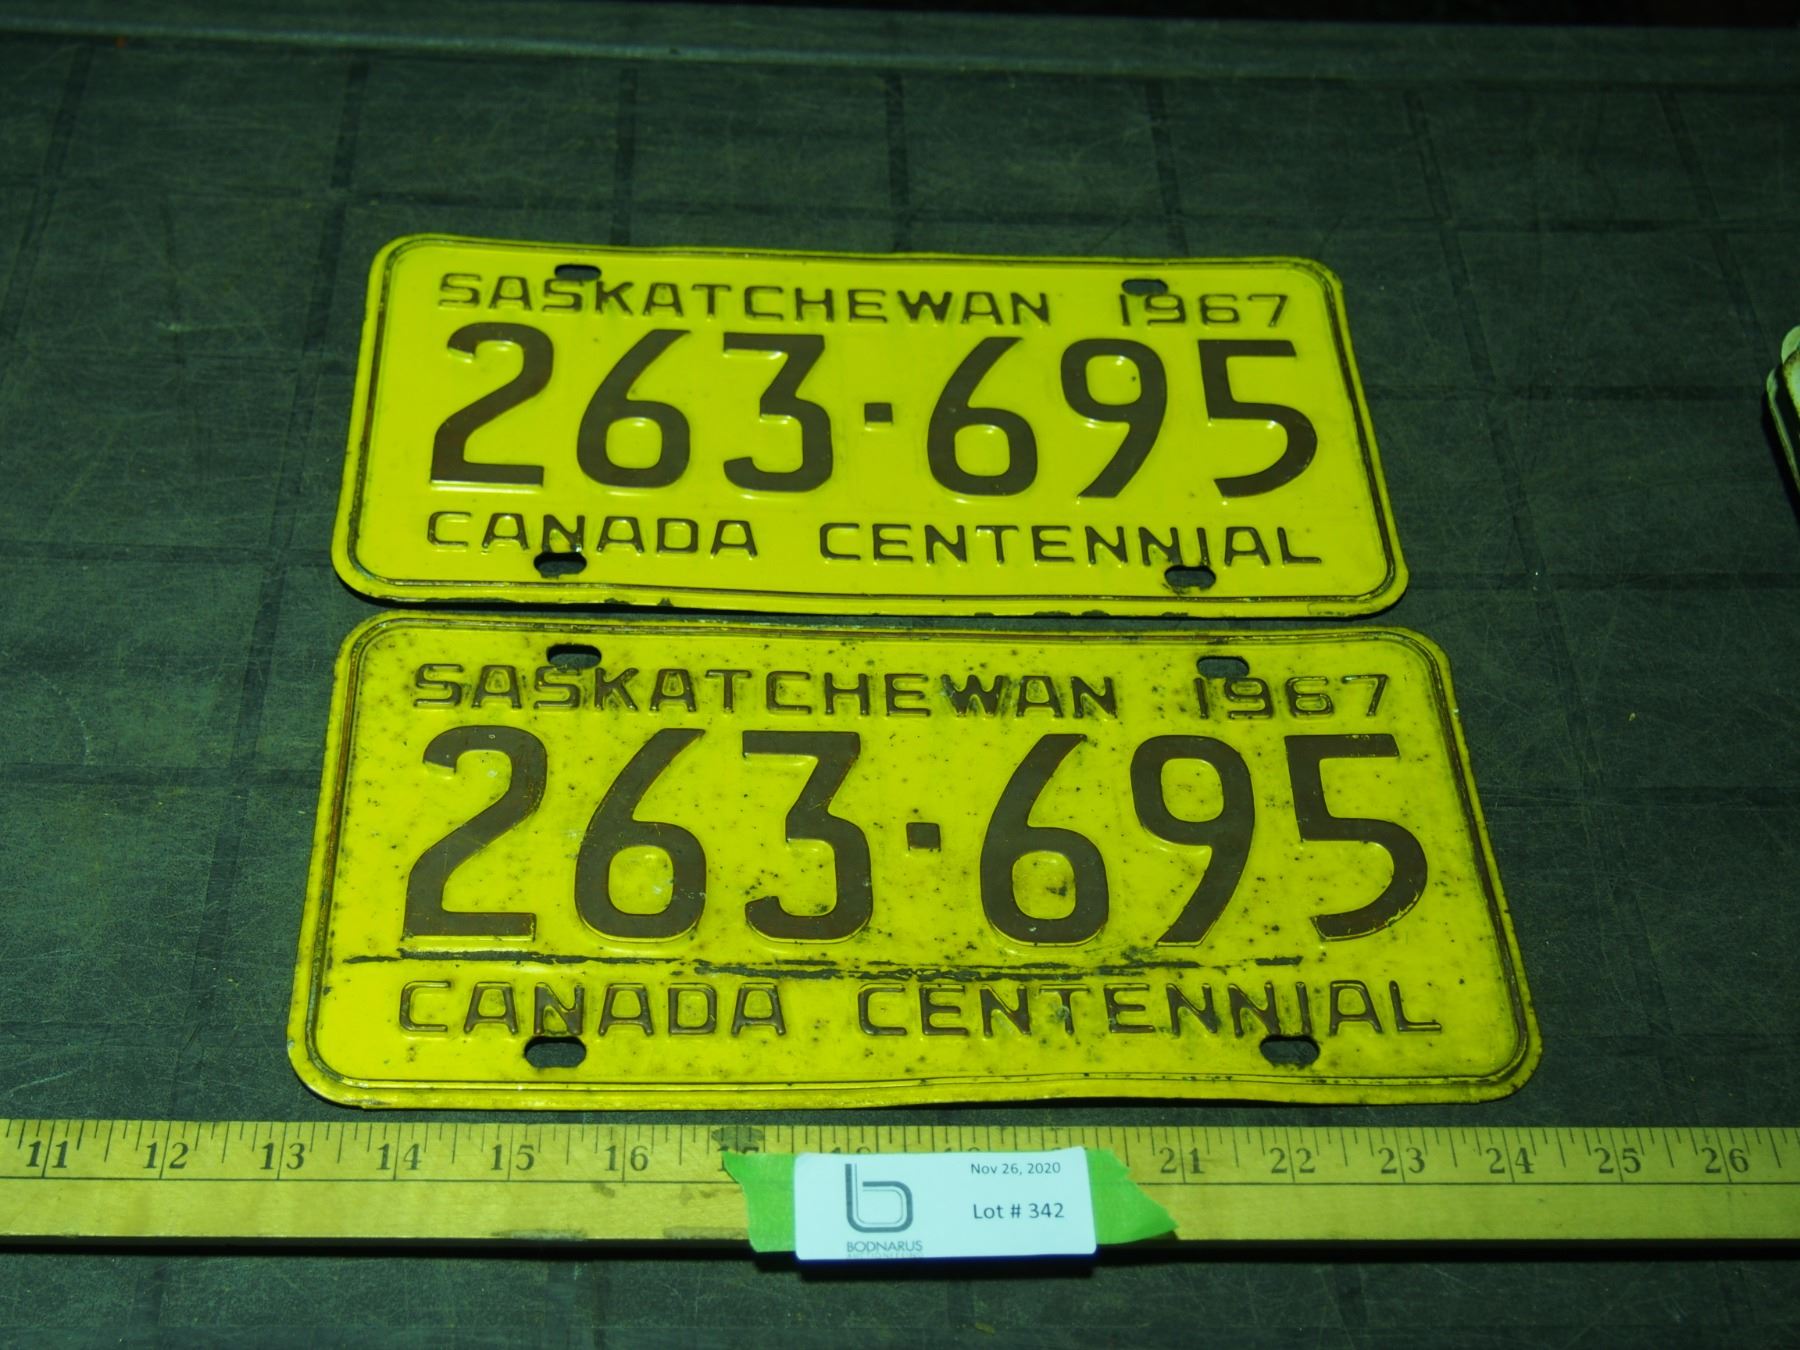 SASKATCHEWAN 1967
263·695
CANADA CENTENNIAL
SASKATCHEWAN 1967
263·695
CANADA CENTENNIAL
11 12 13 14 15 16 21 22 23 24 25 26
Nov 26, 2020
Lot # 342
b
BODNARUS
AUCTIONEERING